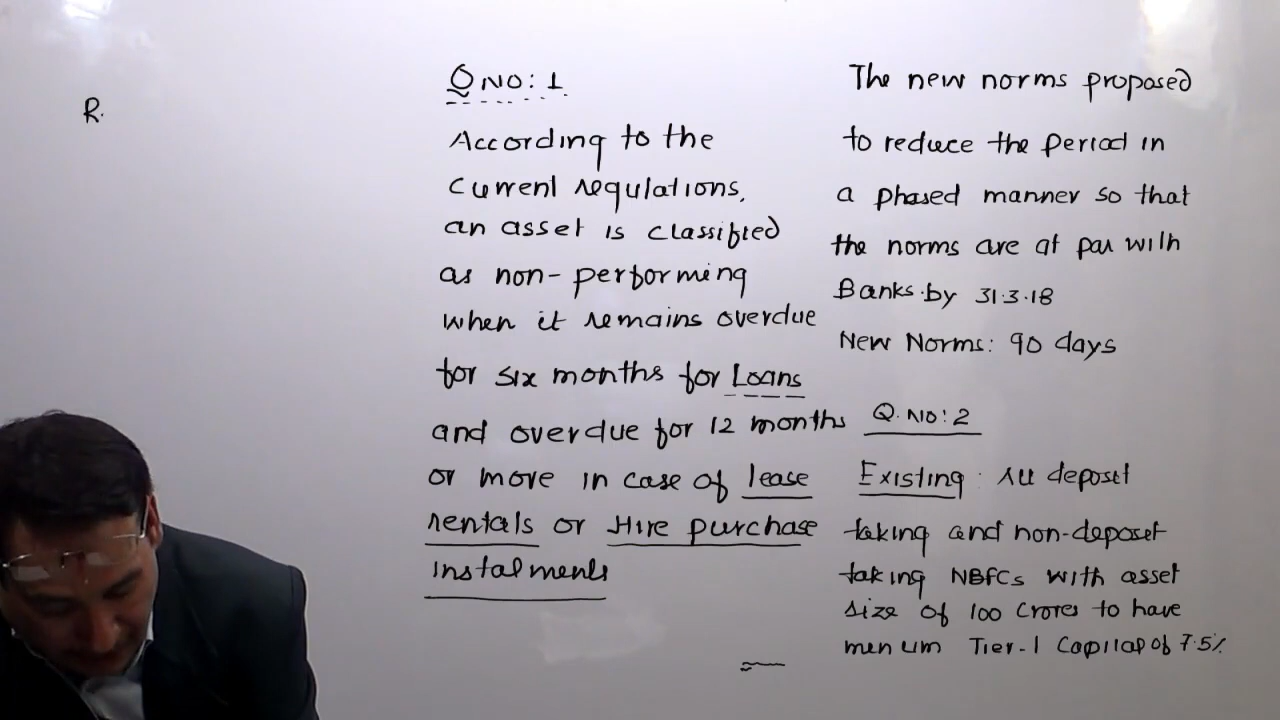 R.
Q NO: 1
According to the
current regulations,
an asset is classified
as non-performing
when it remains overdue
for six months for Loans
and overdue for 12 months
or more in case of lease
rentals or Hire purchase
instalments
The new norms proposed
to reduce the period in
a phased manner so that
the norms are at par with
Banks by 31.3.18
New Norms: 90 days
Q. NO: 2
Existing: All deposit
taking and non-deposit
taking NBFCs with asset
size of 100 Crores to have
Tier-1 Capital of 7.5%